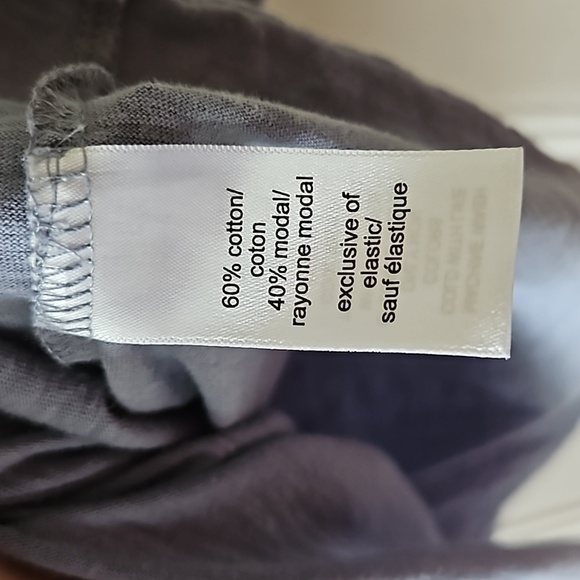 60% cotton/
coton
40% modal/
rayonne modal
exclusive of
elastic/
sauf élastique